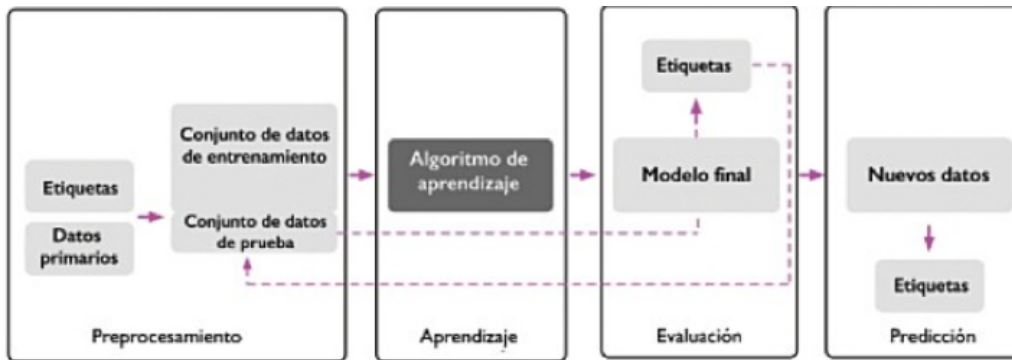 Etiquetas
Datos
primarios
Conjunto de datos
de entrenamiento
Conjunto de datos
de prueba
Preprocesamiento
Algoritmo de
aprendizaje
Aprendizaje
Etiquetas
Modelo final
Evaluación
Nuevos datos
Etiquetas
Predicción